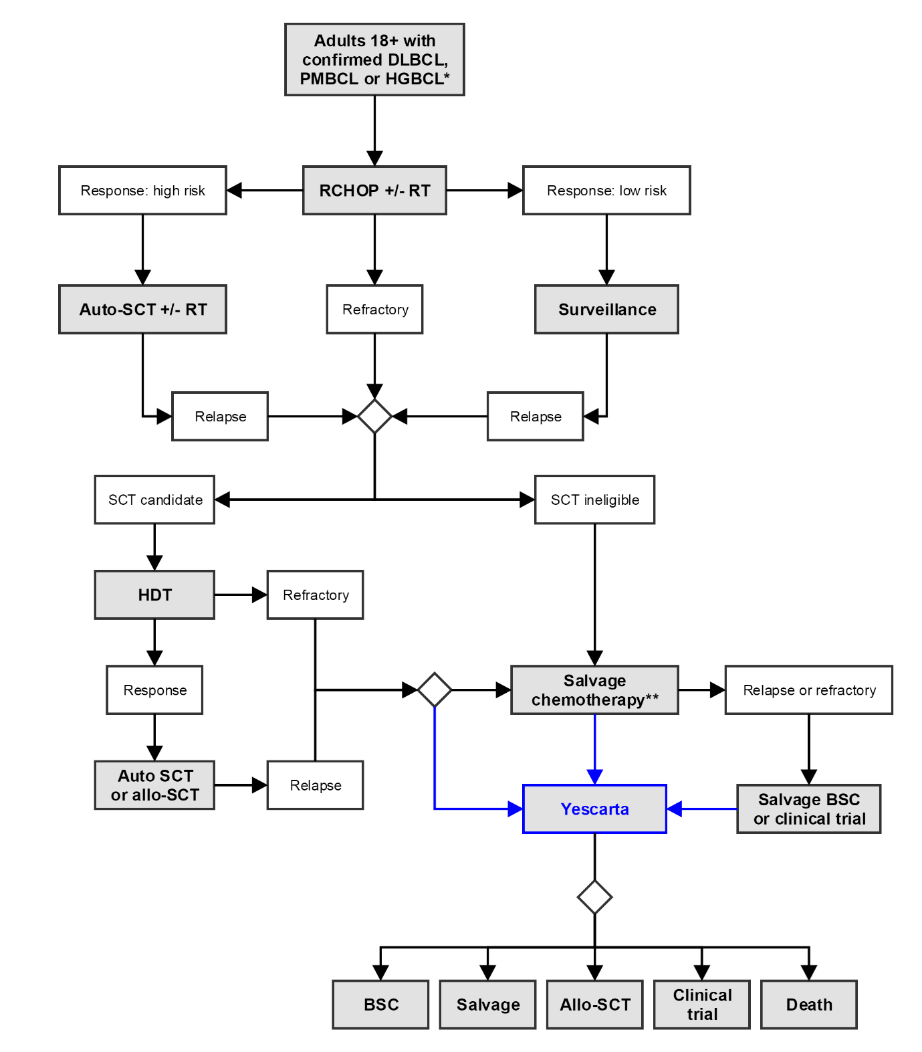 Adults 18+ with
confirmed DLBCL,
PMBCL or HGBCL*
Response: high risk
RCHOP +/- RT
Response: low risk
Auto-SCT +/- RT
Refractory
Surveillance
Relapse
Relapse
SCT candidate
SCT ineligible
HDT
Refractory
Response
Salvage
chemotherapy**
Relapse or refractory
Auto SCT
or allo-SCT
Relapse
Yescarta
Salvage BSC
or clinical trial
BSC
Salvage
Allo-SCT
Clinical
trial
Death